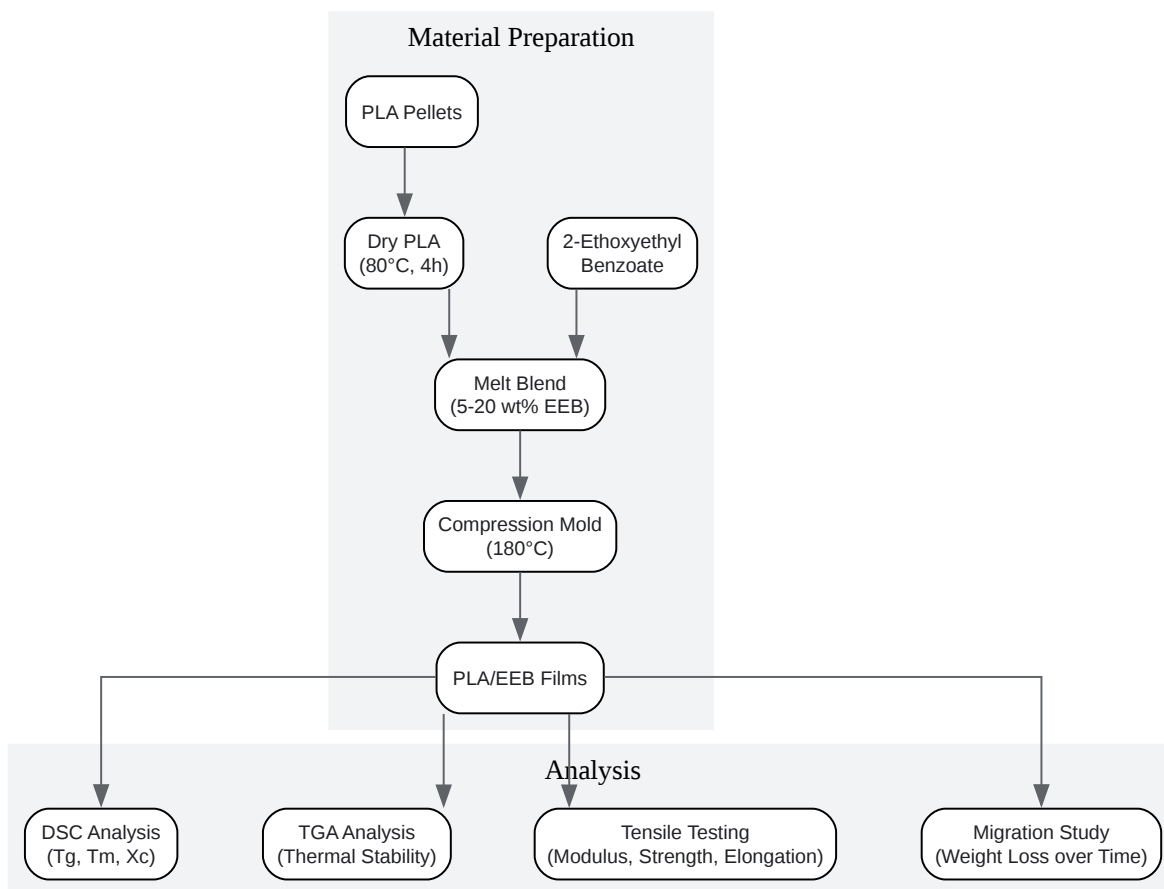 Material Preparation
PLA Pellets
Dry PLA
(80°C, 4h)
2-Ethoxyethyl
Benzoate
Melt Blend
(5-20 wt% EEB)
Compression Mold
(180°C)
PLA/EEB Films
Analysis
DSC Analysis
(Tg, Tm, Xc)
TGA Analysis
(Thermal Stability)
Tensile Testing
(Modulus, Strength, Elongation)
Migration Study
(Weight Loss over Time)